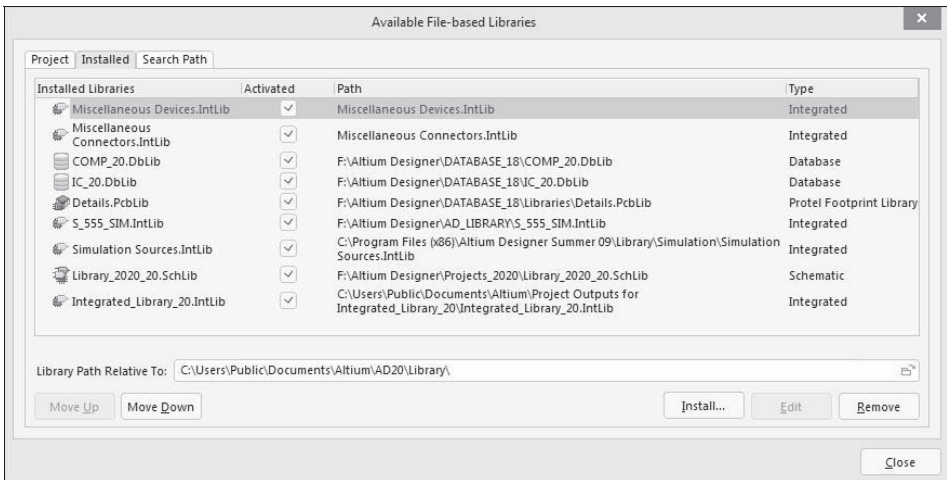 Available File-based Libraries
Project Installed Search Path
Installed Libraries Activated Path Type
Miscellaneous Devices.IntLib Miscellaneous Devices.IntLib Integrated
Miscellaneous
Connectors.IntLib Miscellaneous Connectors.IntLib Integrated
COMP_20.DbLib F:\Altium Designer\DATABASE_18\COMP_20.DbLib Database
IC_20.DbLib F:\Altium Designer\DATABASE_18\IC_20.DbLib Database
Details.PcbLib F:\Altium Designer\DATABASE_18\Libraries\Details.PcbLib Protel Footprint Library
S_555_SIM.IntLib F:\Altium Designer\AD_LIBRARY\S_555_SIM.IntLib Integrated
Simulation Sources.IntLib C:\Program Files (x86)\Altium Designer Summer 09\Library\Simulation\Simulation
Sources.IntLib Integrated
Library_2020_20.SchLib F:\Altium Designer\Projects_2020\Library_2020_20.SchLib Schematic
Integrated_Library_20.IntLib C:\Users\Public\Documents\Altium\Project Outputs for
Integrated_Library_20\Integrated_Library_20.IntLib Integrated
Library Path Relative To: C:\Users\Public\Documents\Altium\AD20\Library\
Move Up Move Down Install... Edit Remove
Close